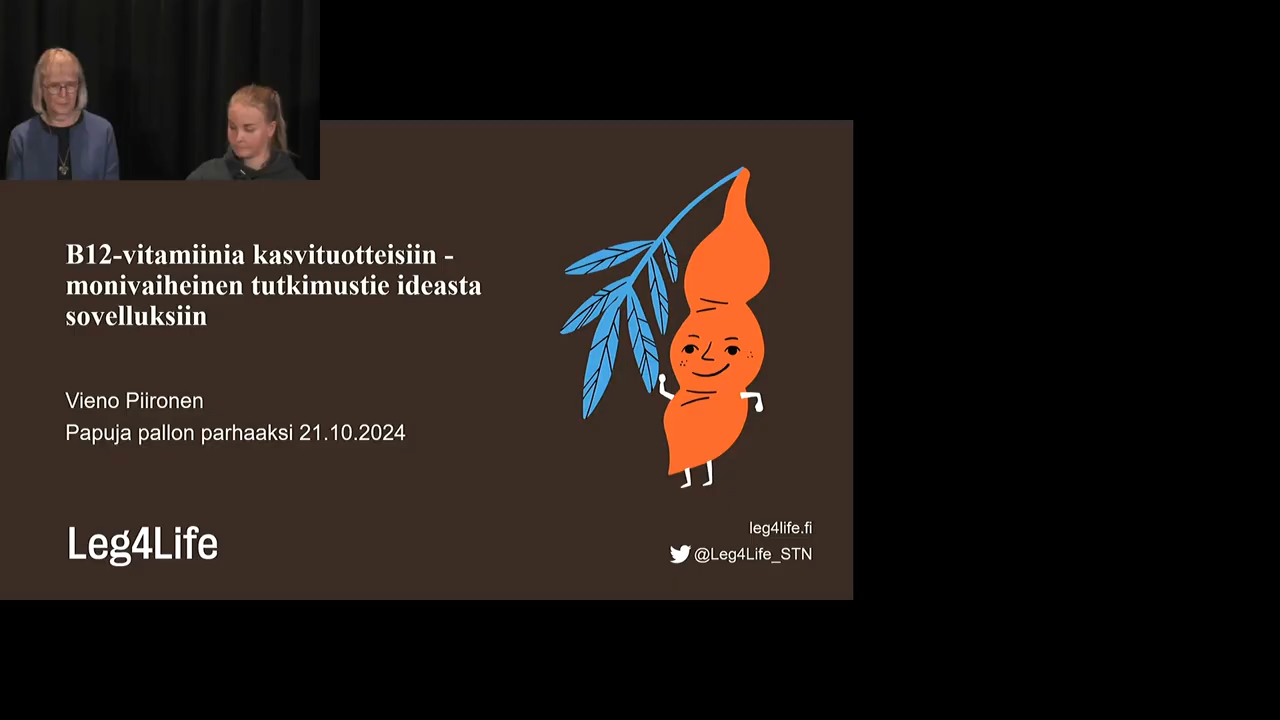 B12-vitamiinia kasvituotteisiin -
monivaiheinen tutkimustie ideasta
sovelluksiin
Vieno Piironen
Papuja pallon parhaaksi 21.10.2024
Leg4Life
leg4life.fi
@Leg4Life_STN